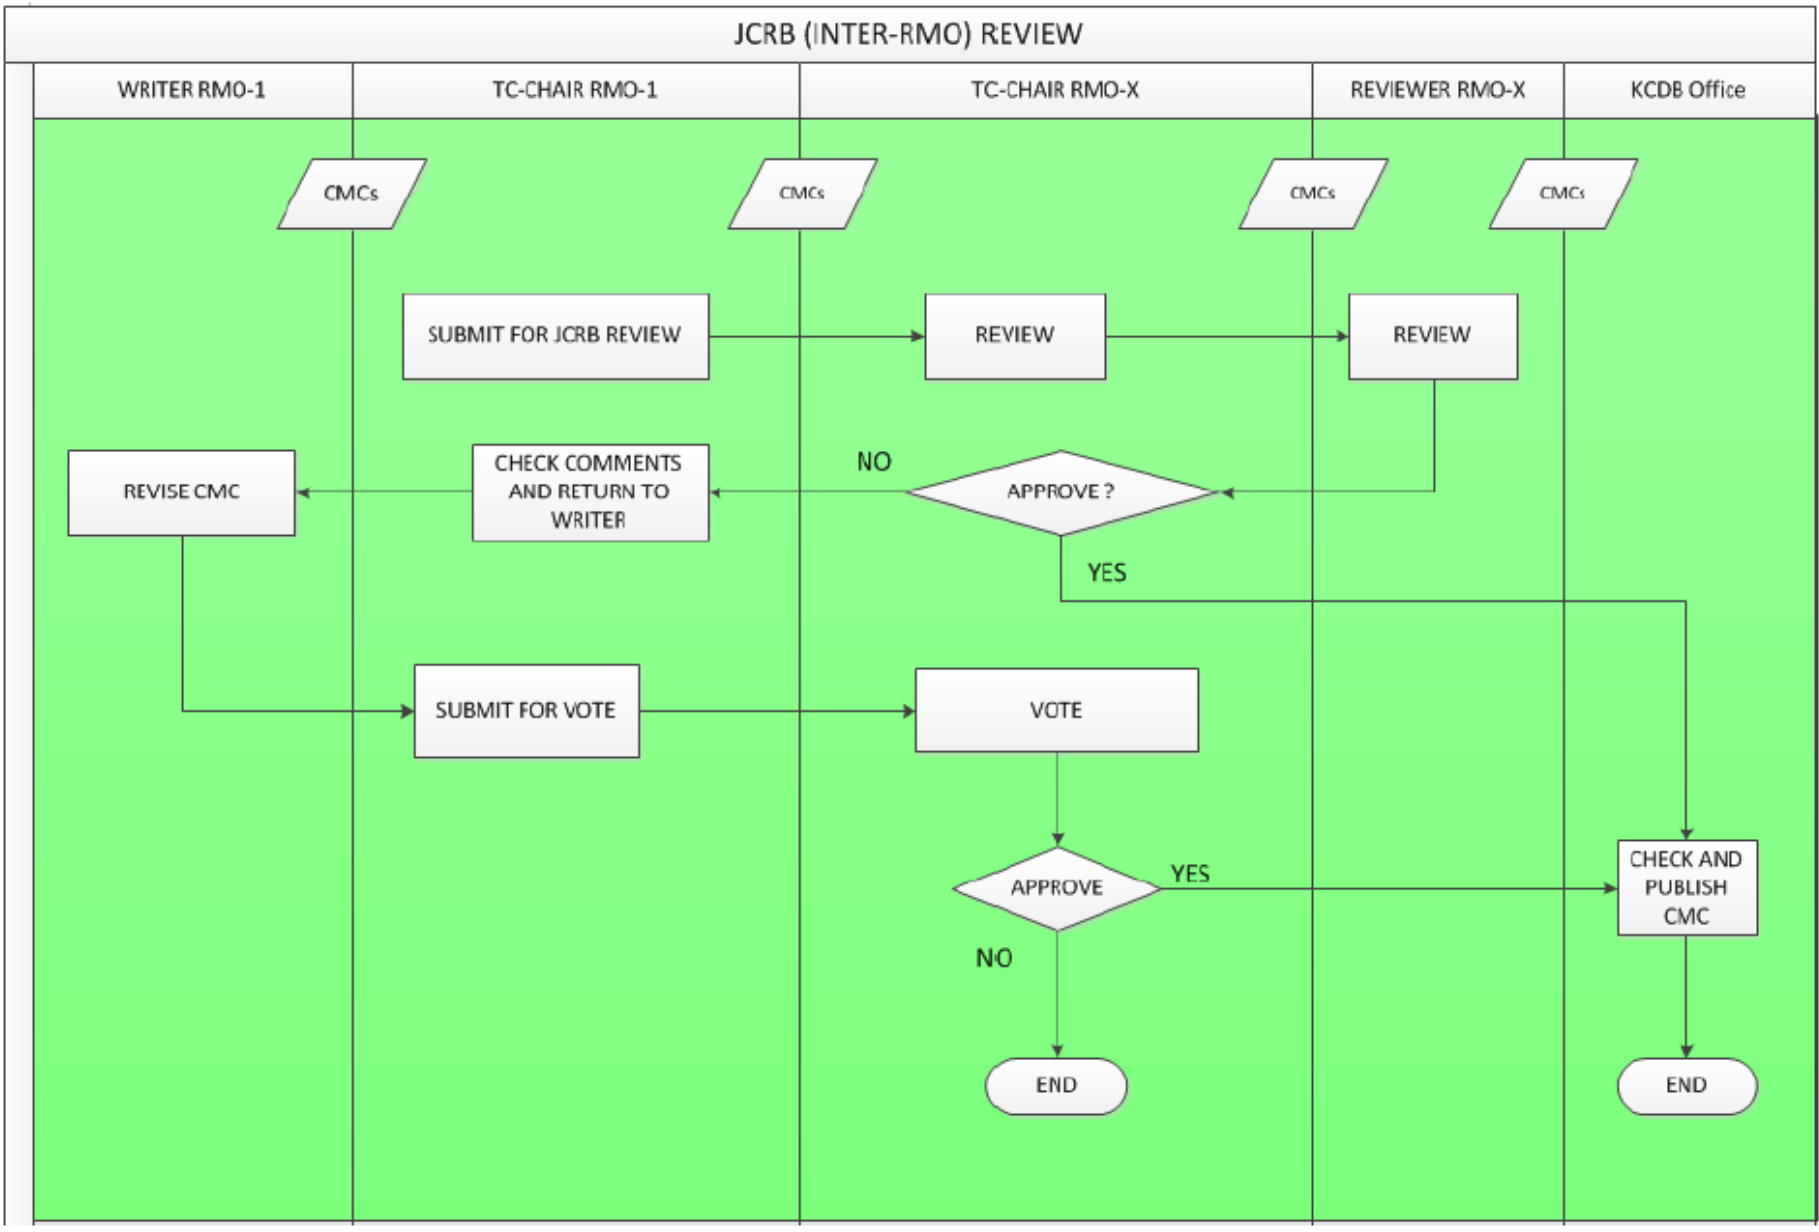 JCRB (INTER-RMO) REVIEW
WRITER RMO-1
TC-CHAIR RMO-1
TC-CHAIR RMO-X
REVIEWER RMO-X
KCDB Office
CMCs
CMCs
CMCs
CMCs
SUBMIT FOR JCRB REVIEW
REVIEW
REVIEW
REVISE CMC
CHECK COMMENTS
AND RETURN TO
WRITER
NO
APPROVE ?
YES
SUBMIT FOR VOTE
VOTE
APPROVE
YES
CHECK AND
PUBLISH
CMC
NO
END
END